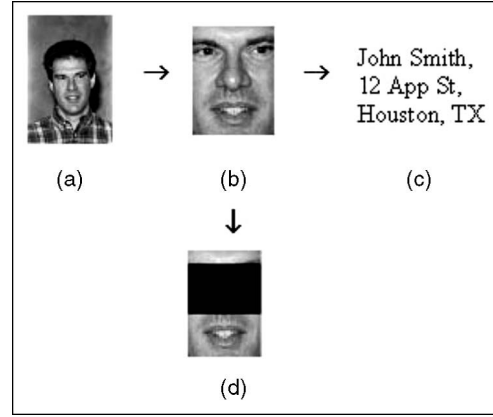 John Smith,
12 App St,
Houston, TX
(a)
(b)
(c)
(d)